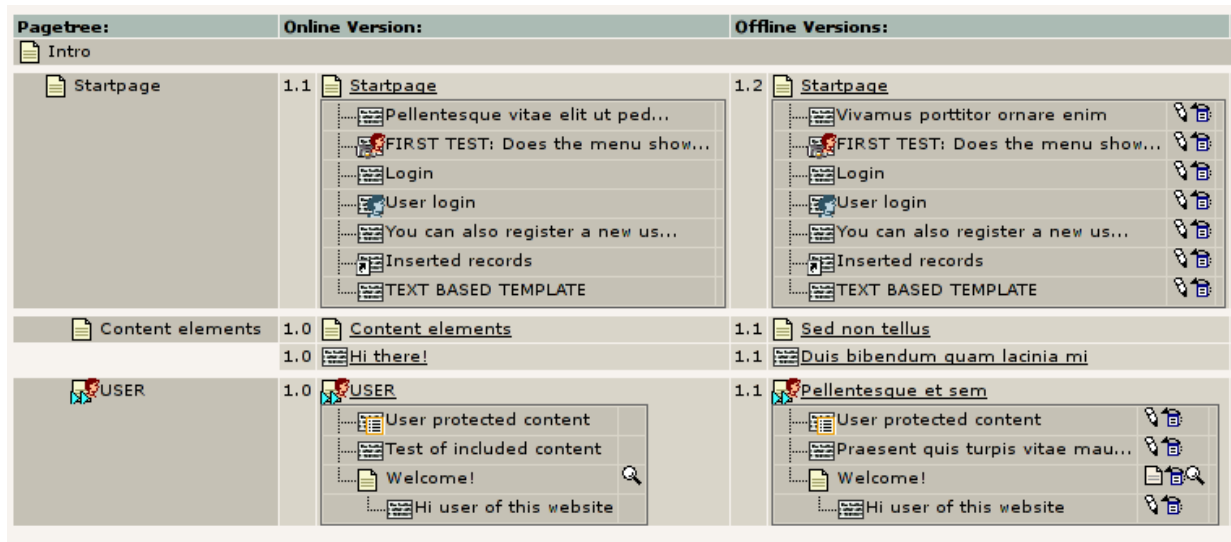 Pagetree: Online Version: Offline Versions:
Intro
Startpage 1.1 Startpage 1.2 Startpage
Pellentesque vitae elit ut ped... Vivamus porttitor ornare enim
FIRST TEST: Does the menu show... FIRST TEST: Does the menu show...
Login Login
User login User login
You can also register a new us... You can also register a new us...
Inserted records Inserted records
TEXT BASED TEMPLATE TEXT BASED TEMPLATE
Content elements 1.0 Content elements 1.1 Sed non tellus
1.0 Hi there! 1.1 Duis bibendum quam lacinia mi
USER 1.0 USER 1.1 Pellentesque et sem
User protected content User protected content
Test of included content Praesent quis turpis vitae mau...
Welcome! Welcome!
Hi user of this website Hi user of this website